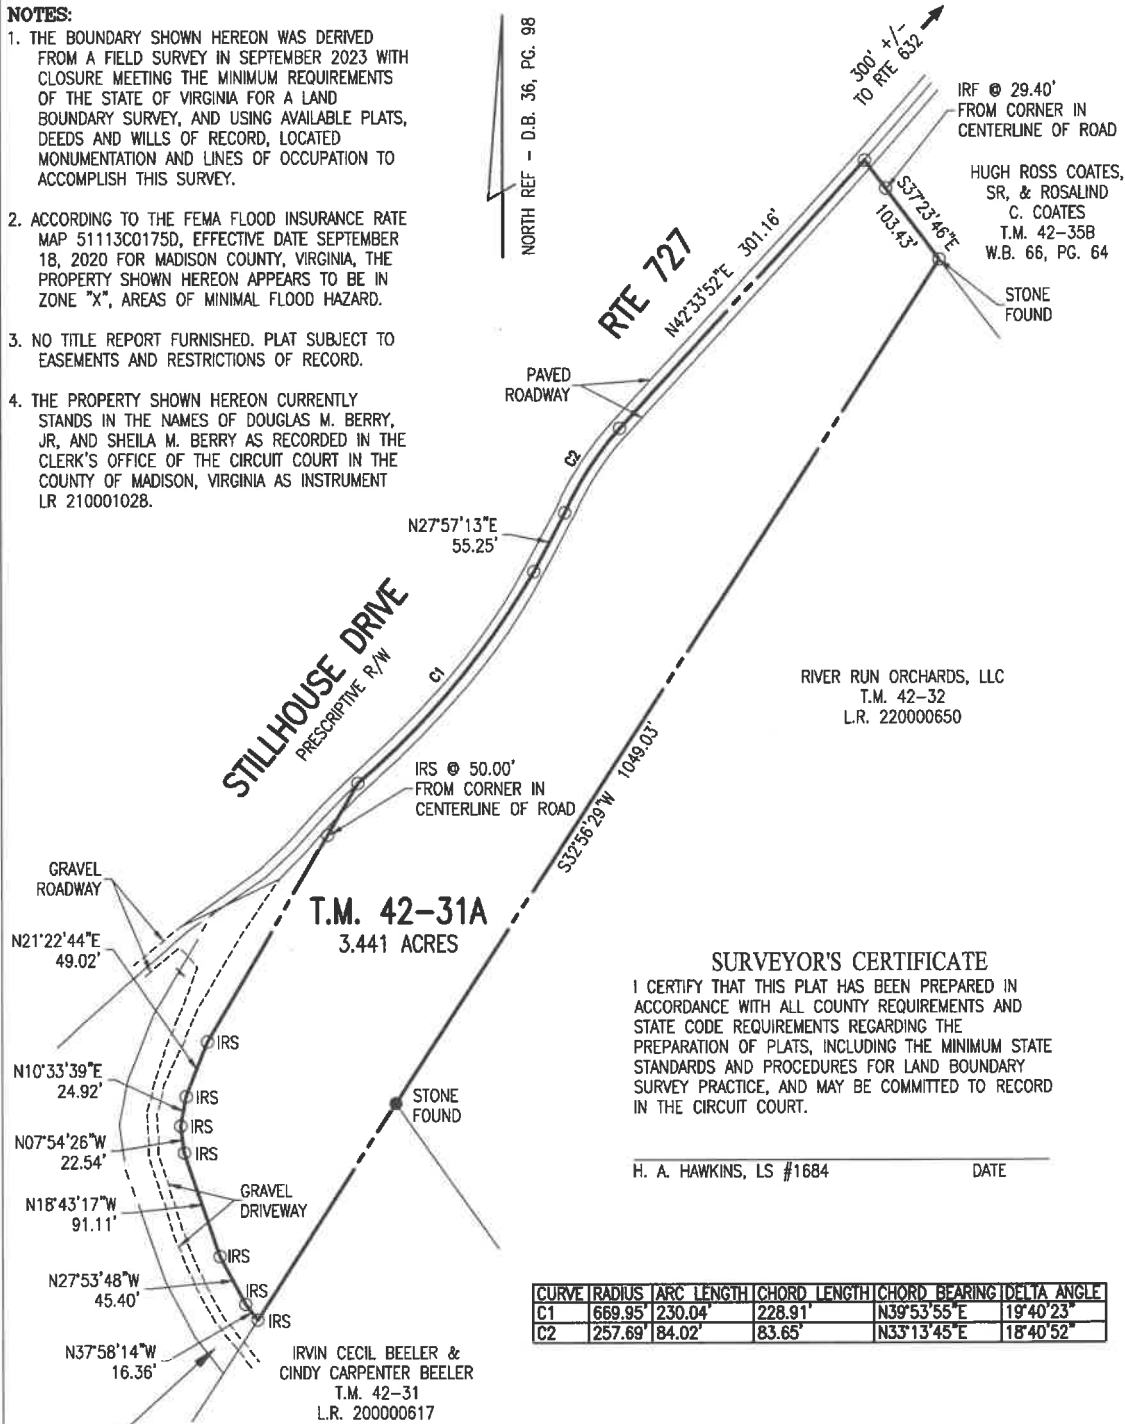 NOTES:
1. THE BOUNDARY SHOWN HEREON WAS DERIVED
FROM A FIELD SURVEY IN SEPTEMBER 2023 WITH
CLOSURE MEETING THE MINIMUM REQUIREMENTS
OF THE STATE OF VIRGINIA FOR A LAND
BOUNDARY SURVEY, AND USING AVAILABLE PLATS,
DEEDS AND WILLS OF RECORD, LOCATED
MONUMENTATION AND LINES OF OCCUPATION TO
ACCOMPLISH THIS SURVEY.
2. ACCORDING TO THE FEMA FLOOD INSURANCE RATE
MAP 51113C0175D, EFFECTIVE DATE SEPTEMBER
18, 2020 FOR MADISON COUNTY, VIRGINIA, THE
PROPERTY SHOWN HEREON APPEARS TO BE IN
ZONE "X", AREAS OF MINIMAL FLOOD HAZARD.
3. NO TITLE REPORT FURNISHED. PLAT SUBJECT TO
EASEMENTS AND RESTRICTIONS OF RECORD.
4. THE PROPERTY SHOWN HEREON CURRENTLY
STANDS IN THE NAMES OF DOUGLAS M. BERRY,
JR, AND SHEILA M. BERRY AS RECORDED IN THE
CLERK'S OFFICE OF THE CIRCUIT COURT IN THE
COUNTY OF MADISON, VIRGINIA AS INSTRUMENT
LR 210001028.
NORTH REF - D.B. 36, PG. 98
300' +/-
TO RTE 632
IRF @ 29.40'
FROM CORNER IN
CENTERLINE OF ROAD
HUGH ROSS COATES,
SR, & ROSALIND
C. COATES
T.M. 42-35B
W.B. 66, PG. 64
S37°23'46"E
103.43'
STONE
FOUND
RTE 727
N42°33'52"E 301.16'
PAVED
ROADWAY
C2
N27°57'13"E
55.25'
STILLHOUSE DRIVE
PRESCRIPTIVE R/W
C1
RIVER RUN ORCHARDS, LLC
T.M. 42-32
L.R. 220000650
S32°56'29"W 1049.03'
IRS @ 50.00'
FROM CORNER IN
CENTERLINE OF ROAD
GRAVEL
ROADWAY
T.M. 42-31A
3.441 ACRES
N21°22'44"E
49.02'
IRS
N10°33'39"E
24.92'
IRS
IRS
N07°54'26"W
22.54'
IRS
STONE
FOUND
N18°43'17"W
91.11'
GRAVEL
DRIVEWAY
IRS
N27°53'48"W
45.40'
IRS
IRS
N37°58'14"W
16.36'
IRVIN CECIL BEELER &
CINDY CARPENTER BEELER
T.M. 42-31
L.R. 200000617
SURVEYOR'S CERTIFICATE
I CERTIFY THAT THIS PLAT HAS BEEN PREPARED IN
ACCORDANCE WITH ALL COUNTY REQUIREMENTS AND
STATE CODE REQUIREMENTS REGARDING THE
PREPARATION OF PLATS, INCLUDING THE MINIMUM STATE
STANDARDS AND PROCEDURES FOR LAND BOUNDARY
SURVEY PRACTICE, AND MAY BE COMMITTED TO RECORD
IN THE CIRCUIT COURT.
H. A. HAWKINS, LS #1684 DATE
CURVE RADIUS ARC LENGTH CHORD LENGTH CHORD BEARING DELTA ANGLE
C1 669.95' 230.04' 228.91' N39°53'55"E 19°40'23"
C2 257.69' 84.02' 83.65' N33°13'45"E 18°40'52"